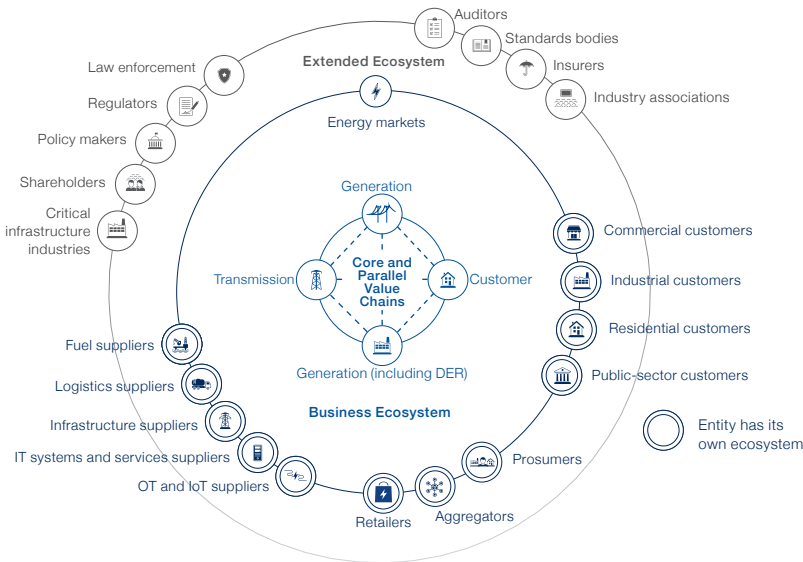 Auditors
Standards bodies
Insurers
Industry associations
Extended Ecosystem
Law enforcement
Regulators
Policy makers
Shareholders
Critical
infrastructure
industries
Energy markets
Generation
Transmission
Core and
Parallel
Value
Chains
Customer
Generation (including DER)
Business Ecosystem
Commercial customers
Industrial customers
Residential customers
Public-sector customers
Fuel suppliers
Logistics suppliers
Infrastructure suppliers
IT systems and services suppliers
OT and IoT suppliers
Retailers
Aggregators
Prosumers
Entity has its
own ecosystem